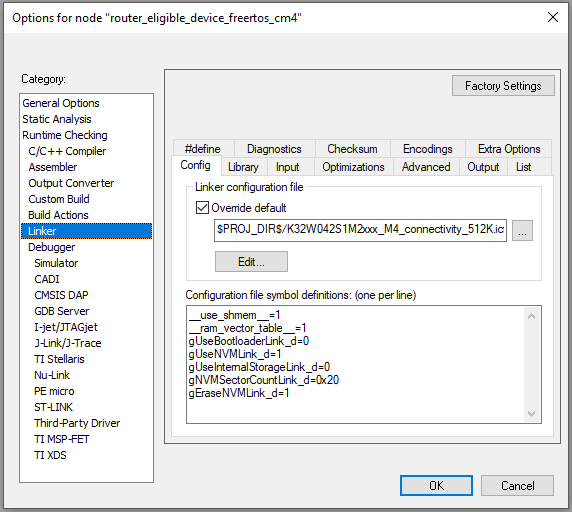 Options for node "router_eligible_device_freertos_cm4"
Category:
General Options
Static Analysis
Runtime Checking
C/C++ Compiler
Assembler
Output Converter
Custom Build
Build Actions
Linker
Debugger
Simulator
CADI
CMSIS DAP
GDB Server
I-jet/JTAGjet
J-Link/J-Trace
TI Stellaris
Nu-Link
PE micro
ST-LINK
Third-Party Driver
TI MSP-FET
TI XDS
Factory Settings
#define Diagnostics Checksum Encodings Extra Options
Config Library Input Optimizations Advanced Output List
Linker configuration file
Override default
$PROJ_DIR$/K32W042S1M2xxx_M4_connectivity_512K.ic
...
Edit...
Configuration file symbol definitions: (one per line)
__use_shmem__=1
__ram_vector_table__=1
gUseBootloaderLink_d=0
gUseNVMLink_d=1
gUseInternalStorageLink_d=0
gNVMSectorCountLink_d=0x20
gEraseNVMLink_d=1
OK Cancel